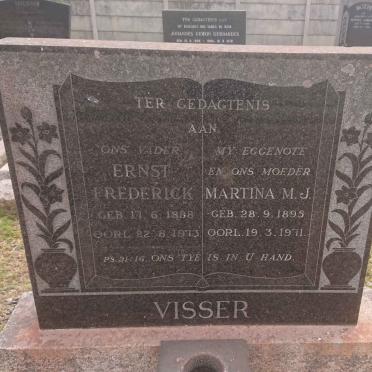 TER GEDAGTENIS
AAN
ONS VADER
ERNST
FREDERICK
GEB. 17. 6. 1888
OORL. 22. 8. 1973
MY EGGENOTE
EN ONS MOEDER
MARTINA M. J.
GEB. 28. 9. 1895
OORL. 19. 3. 1971.
PS. 31:16. ONS TYE IS IN U HAND.
VISSER
TER GEDAGTENIS